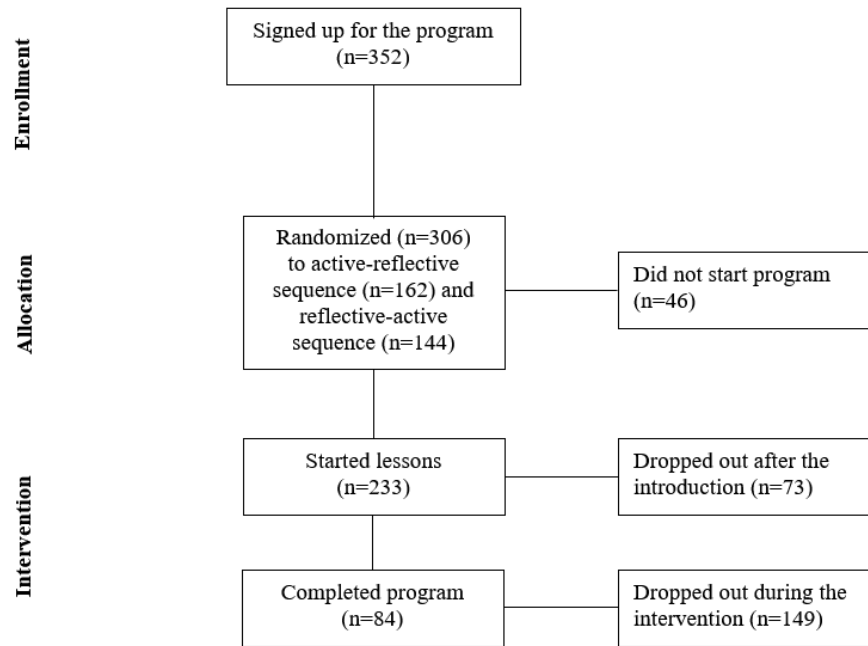 Enrollment
Signed up for the program
(n=352)
Allocation
Randomized (n=306)
to active-reflective
sequence (n=162) and
reflective-active
sequence (n=144)
Did not start program
(n=46)
Intervention
Started lessons
(n=233)
Dropped out after the
introduction (n=73)
Completed program
(n=84)
Dropped out during the
intervention (n=149)